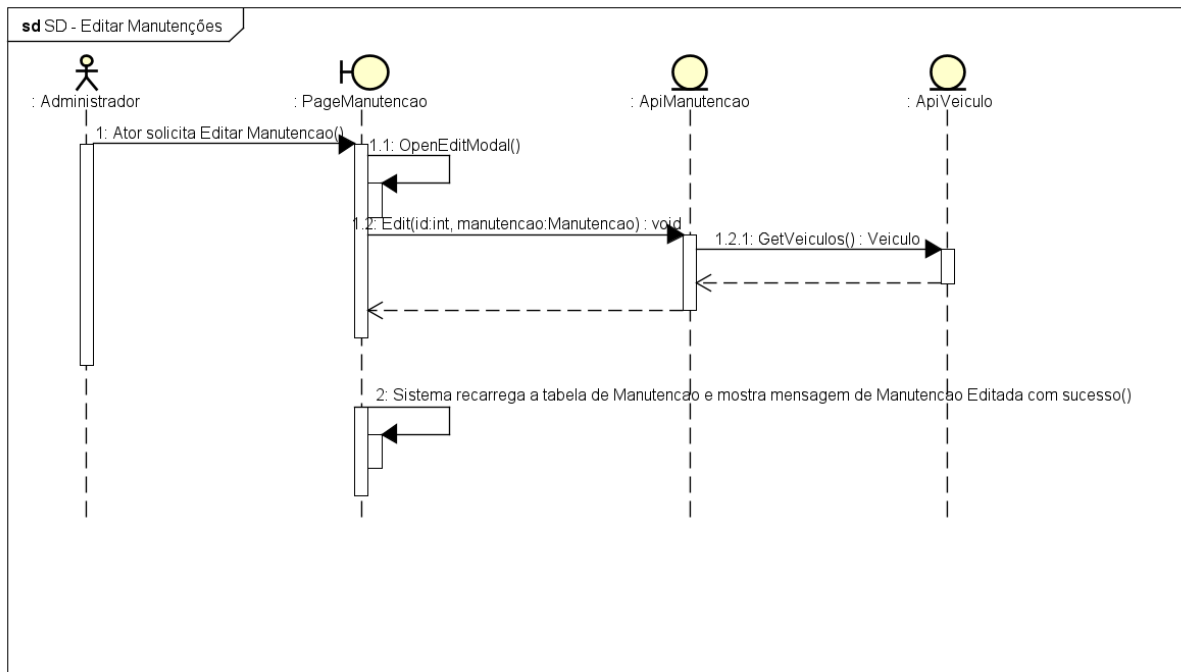 sd SD - Editar Manutenções
: Administrador
: PageManutencao
: ApiManutencao
: ApiVeiculo
1: Ator solicita Editar Manutencao()
1.1: OpenEditModal()
1.2: Edit(id:int, manutencao:Manutencao) : void
1.2.1: GetVeiculos() : Veiculo
2: Sistema recarrega a tabela de Manutencao e mostra mensagem de Manutencao Editada com sucesso()